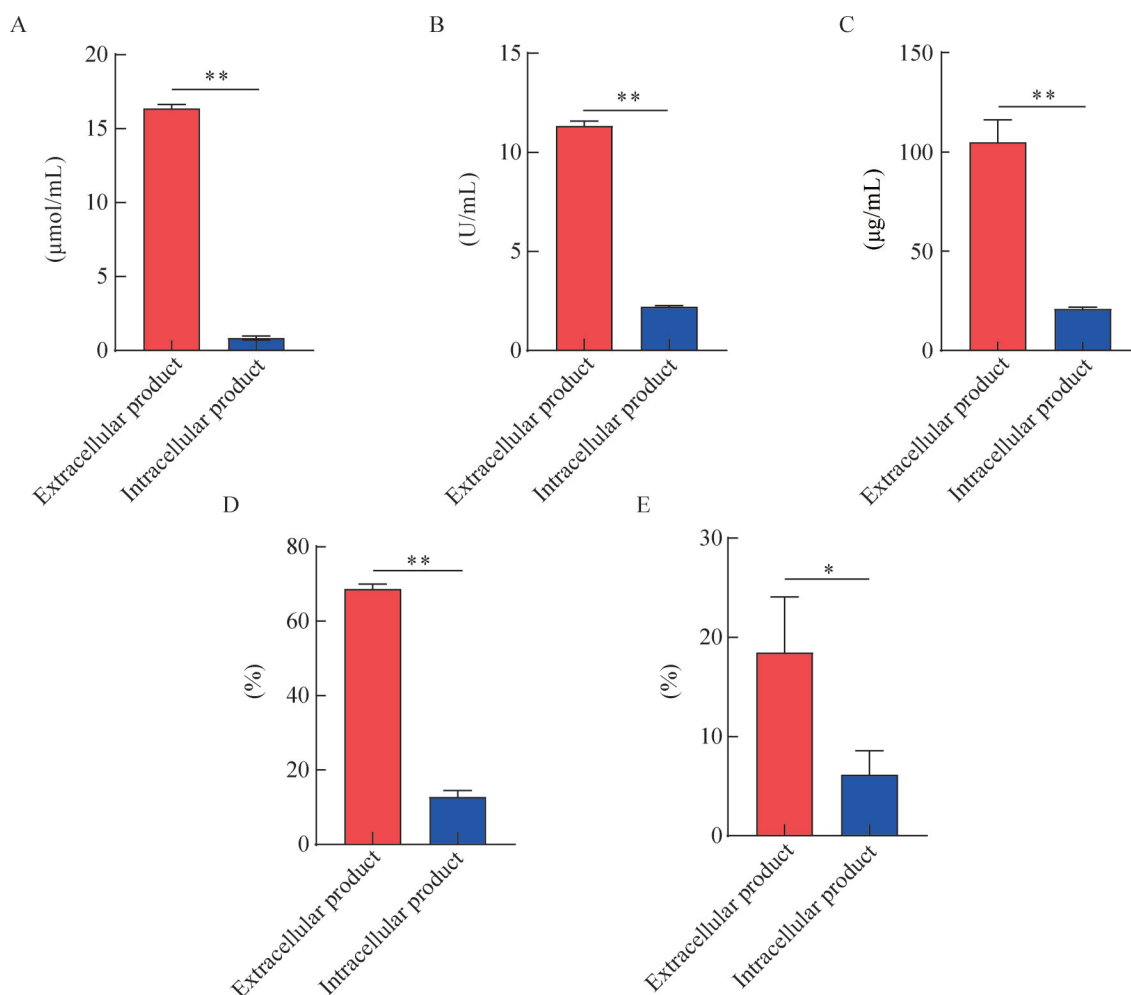 A
(μmol/mL)
20
15
10
5
0
**
Extracellular product
Intracellular product
B
(U/mL)
15
10
5
0
**
Extracellular product
Intracellular product
C
(μg/mL)
150
100
50
0
**
Extracellular product
Intracellular product
D
(%)
80
60
40
20
0
**
Extracellular product
Intracellular product
E
(%)
30
20
10
0
*
Extracellular product
Intracellular product